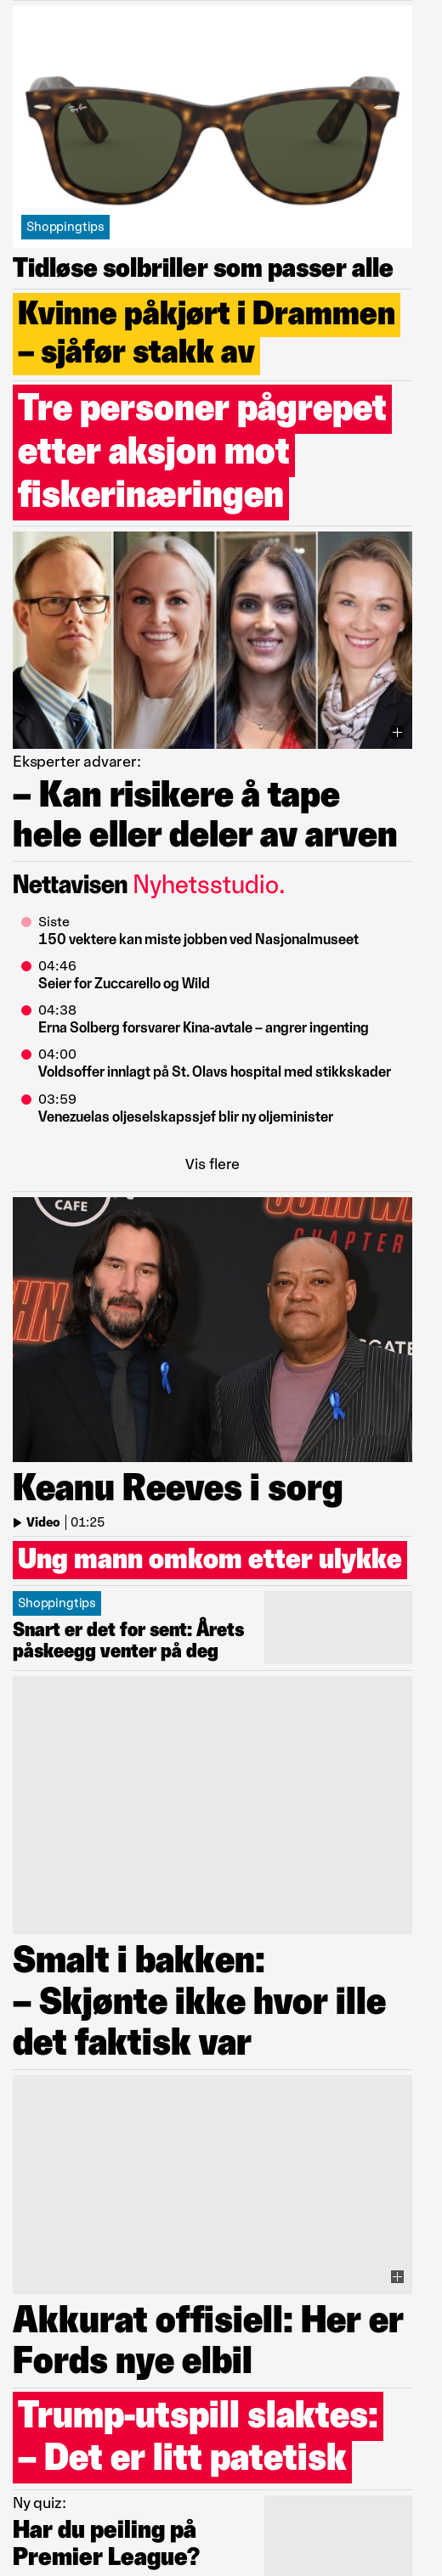 Ray-Ban
Shoppingtips
Tidløse solbriller som passer alle
Kvinne påkjørt i Drammen
– sjåfør stakk av
Tre personer pågrepet
etter aksjon mot
fiskerinæringen
Eksperter advarer:
– Kan risikere å tape
hele eller deler av arven
Nettavisen Nyhetsstudio.
Siste
150 vektere kan miste jobben ved Nasjonalmuseet
04:46
Seier for Zuccarello og Wild
04:38
Erna Solberg forsvarer Kina-avtale – angrer ingenting
04:00
Voldsoffer innlagt på St. Olavs hospital med stikkskader
03:59
Venezuelas oljeselskapssjef blir ny oljeminister
Vis flere
CAFE
JOHN WI
CHAPTER
OHN
GATE
Keanu Reeves i sorg
Video | 01:25
Ung mann omkom etter ulykke
Shoppingtips
Snart er det for sent: Årets
påskeegg venter på deg
Smalt i bakken:
– Skjønte ikke hvor ille
det faktisk var
Akkurat offisiell: Her er
Fords nye elbil
Trump-utspill slaktes:
– Det er litt patetisk
Ny quiz:
Har du peiling på
Premier League?